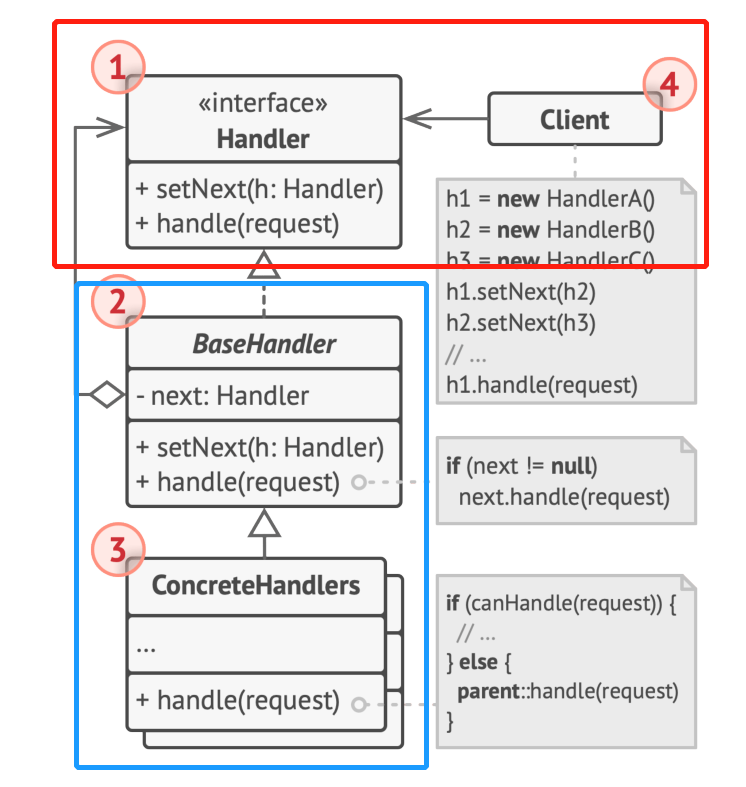 1
«interface»
Handler
+ setNext(h: Handler)
+ handle(request)
4
Client
h1 = new HandlerA()
h2 = new HandlerB()
h3 = new HandlerC()
h1.setNext(h2)
h2.setNext(h3)
// ...
h1.handle(request)
2
BaseHandler
- next: Handler
+ setNext(h: Handler)
+ handle(request)
if (next != null)
next.handle(request)
3
ConcreteHandlers
...
+ handle(request)
if (canHandle(request)) {
// ...
} else {
parent::handle(request)
}